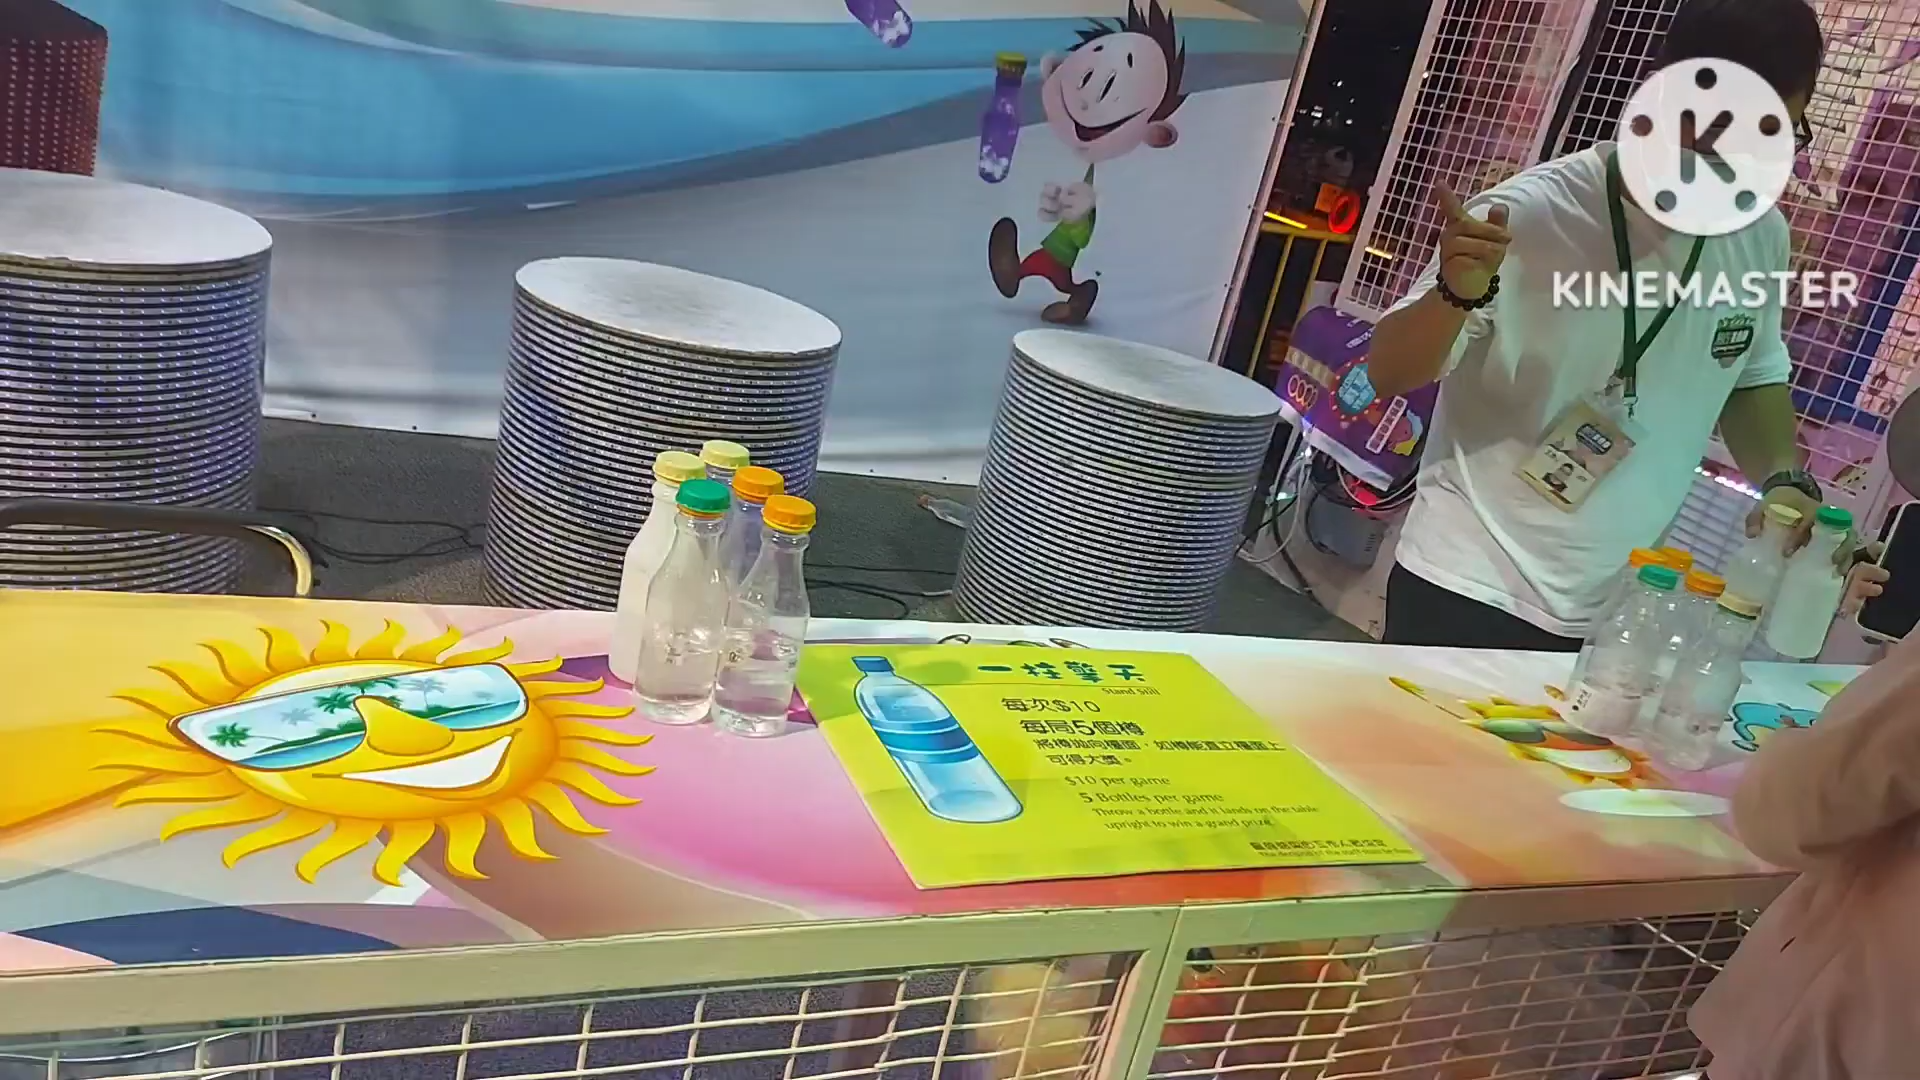 K
KINEMASTER
一柱擎天
Stand Still
每次$10
每局5個樽
將樽拋向檯面，如樽能直立檯面上
可得大獎。
$10 per game
5 Bottles per game
Throw a bottle and it lands on the table
upright to win a grand prize